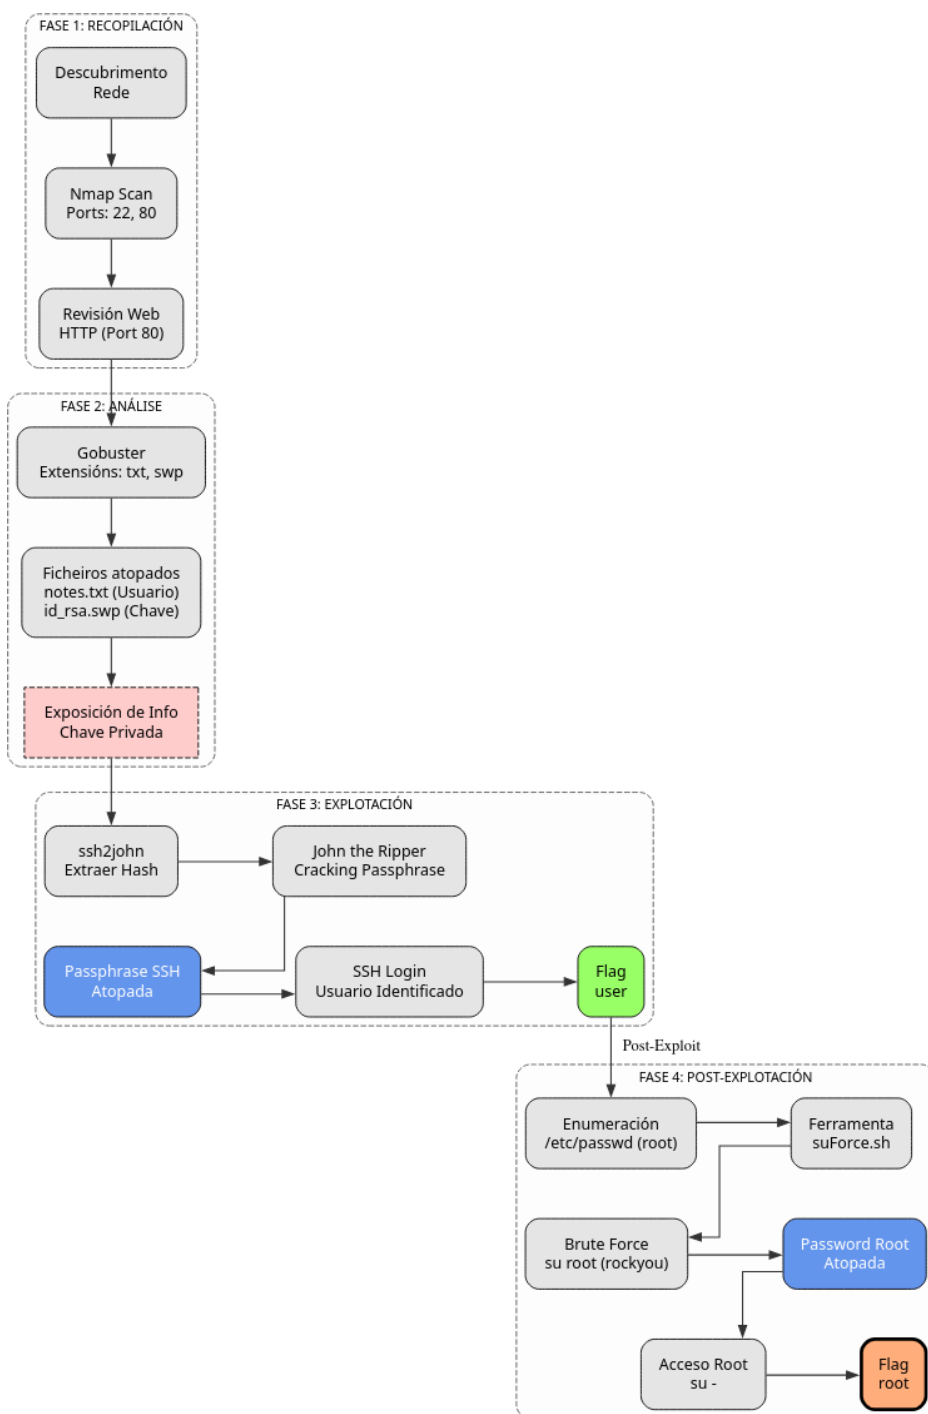 FASE 1: RECOPILACIÓN
Descubrimento
Rede
Nmap Scan
Ports: 22, 80
Revisión Web
HTTP (Port 80)
FASE 2: ANÁLISE
Gobuster
Extensións: txt, swp
Ficheiros atopados
notes.txt (Usuario)
id_rsa.swp (Chave)
Exposición de Info
Chave Privada
FASE 3: EXPLOTACIÓN
ssh2john
Extraer Hash
John the Ripper
Cracking Passphrase
Passphrase SSH
Atopada
SSH Login
Usuario Identificado
Flag
user
Post-Exploit
FASE 4: POST-EXPLOTACIÓN
Enumeración
/etc/passwd (root)
Ferramenta
suForce.sh
Brute Force
su root (rockyou)
Password Root
Atopada
Acceso Root
su -
Flag
root